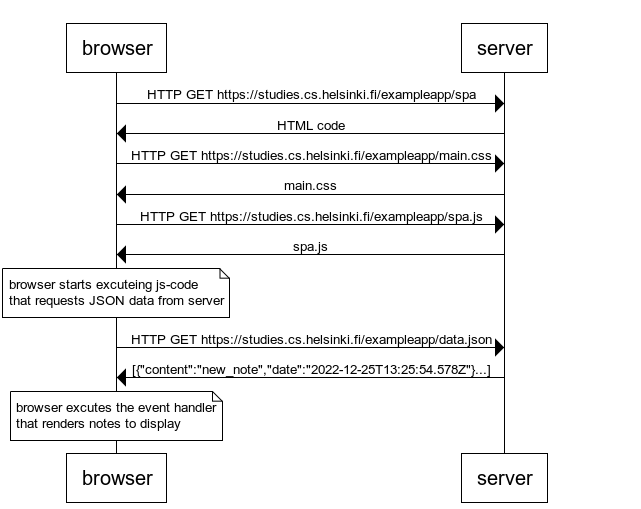 browser
server
HTTP GET https://studies.cs.helsinki.fi/exampleapp/spa
HTML code
HTTP GET https://studies.cs.helsinki.fi/exampleapp/main.css
main.css
HTTP GET https://studies.cs.helsinki.fi/exampleapp/spa.js
spa.js
browser starts excuteing js-code
that requests JSON data from server
HTTP GET https://studies.cs.helsinki.fi/exampleapp/data.json
[{"content":"new_note","date":"2022-12-25T13:25:54.578Z"}...]
browser excutes the event handler
that renders notes to display
browser
server